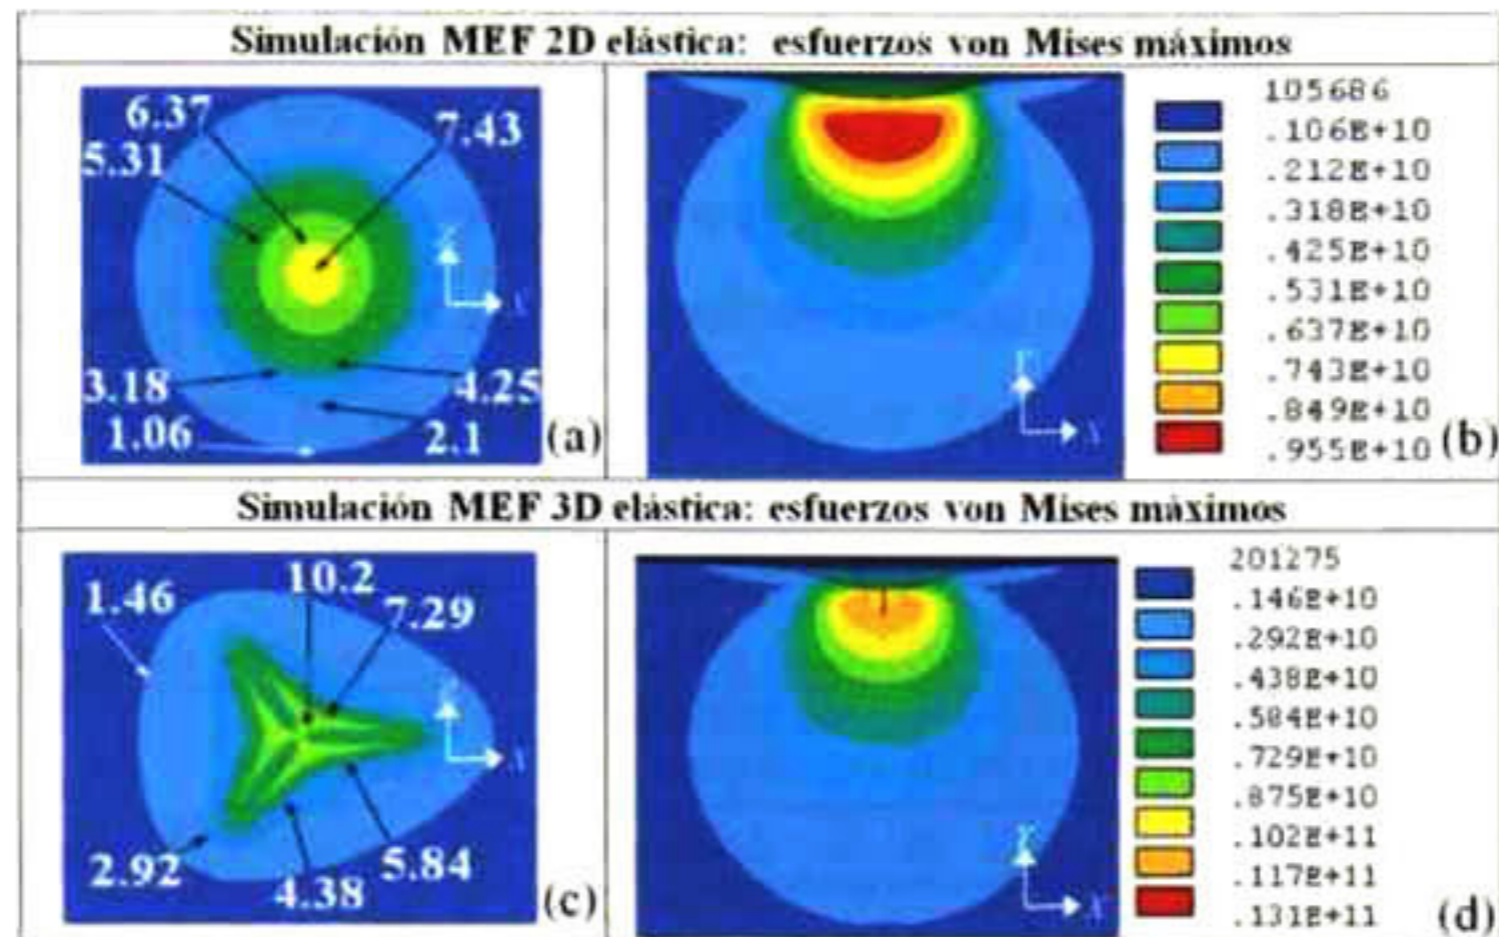 Simulación MEF 2D elástica: esfuerzos von Mises máximos
6.37
7.43
5.31
3.18
4.25
1.06
2.1
(a)
X
105686
.106E+10
.212E+10
.318E+10
.425E+10
.531E+10
.637E+10
.743E+10
.849E+10
.955E+10
(b)
X
Simulación MEF 3D elástica: esfuerzos von Mises máximos
1.46
10.2
7.29
2.92
4.38
5.84
(c)
X
201275
.146E+10
.292E+10
.438E+10
.584E+10
.729E+10
.875E+10
.102E+11
.117E+11
.131E+11
(d)
X